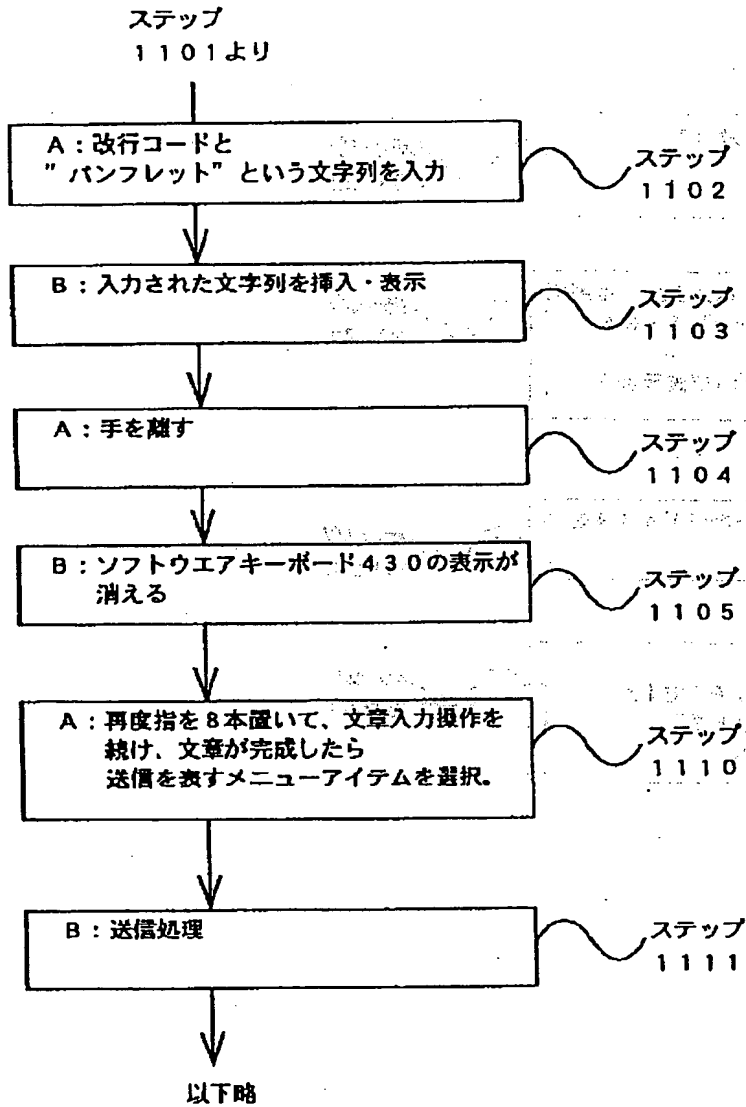 ステップ
1101より
A：改行コードと
”パンフレット”という文字列を入力
ステップ
1102
B：入力された文字列を挿入・表示
ステップ
1103
A：手を離す
ステップ
1104
B：ソフトウエアキーボード430の表示が
消える
ステップ
1105
A：再度指を8本置いて、文章入力操作を
続け、文章が完成したら
送信を表すメニューアイテムを選択。
ステップ
1110
B：送信処理
ステップ
1111
以下略